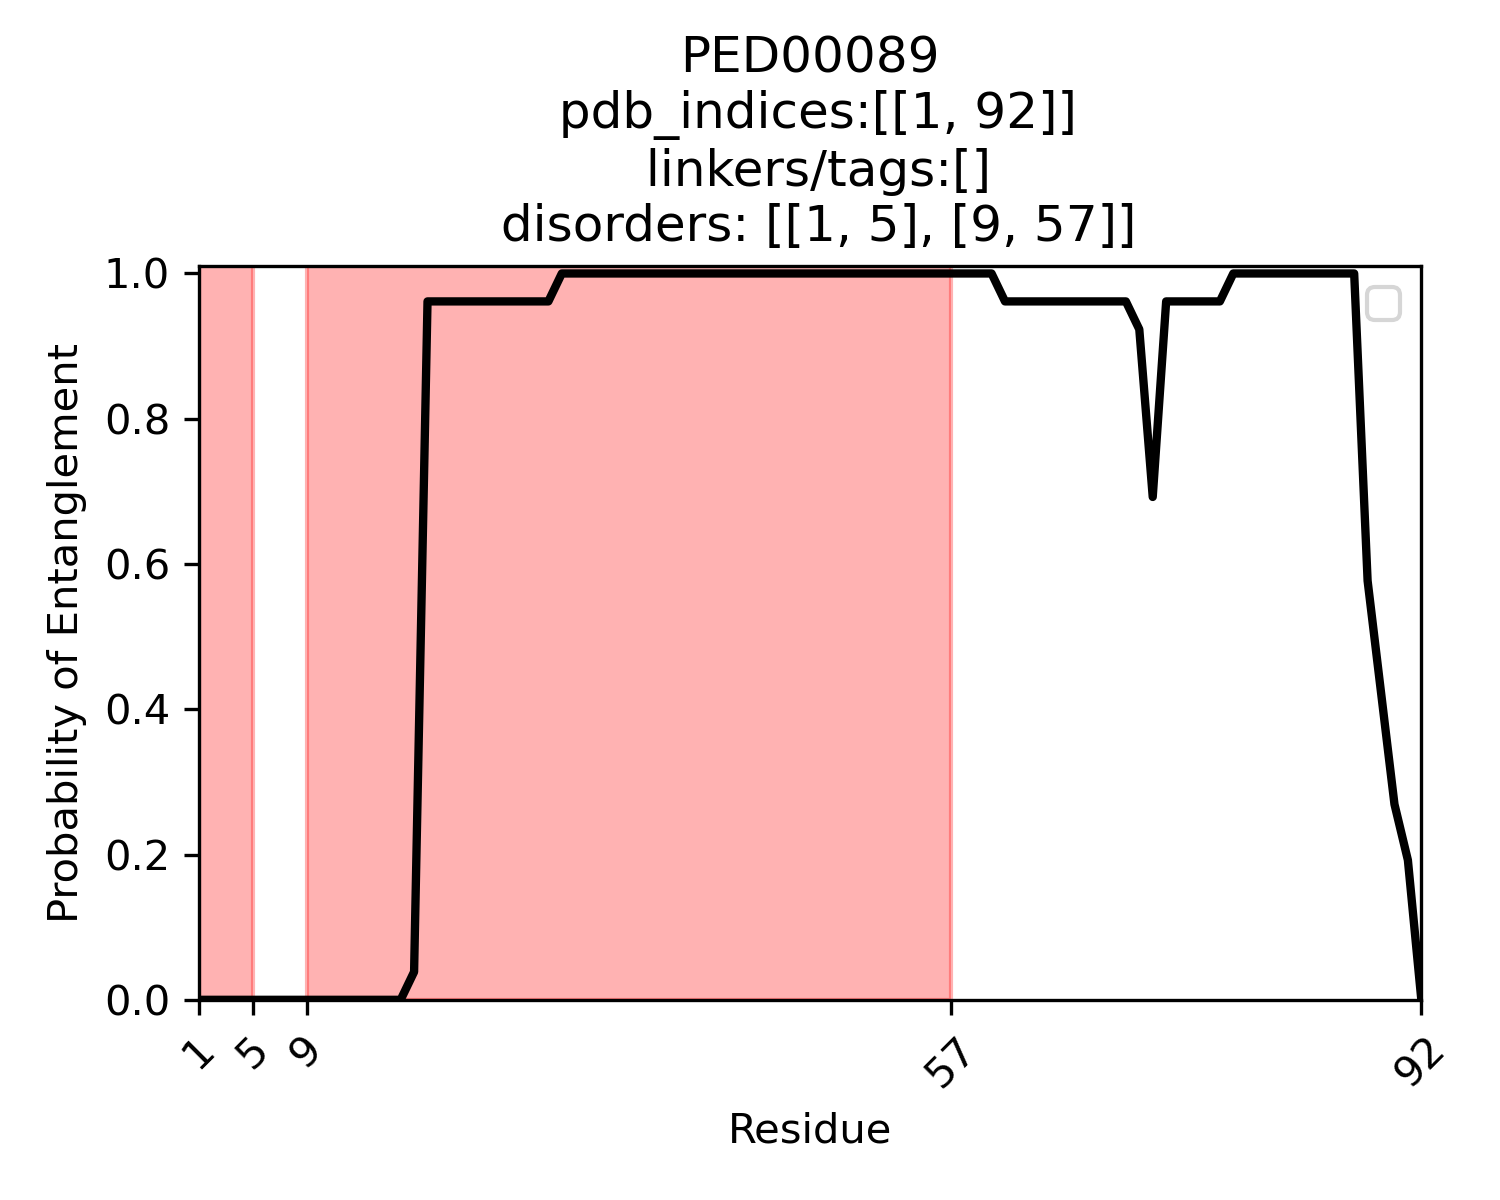 PED00089
pdb_indices:[[1, 92]]
linkers/tags:[]
disorders: [[1, 5], [9, 57]]
1.0
0.8
0.6
0.4
0.2
0.0
Probability of Entanglement
1 5 9 57 92
Residue